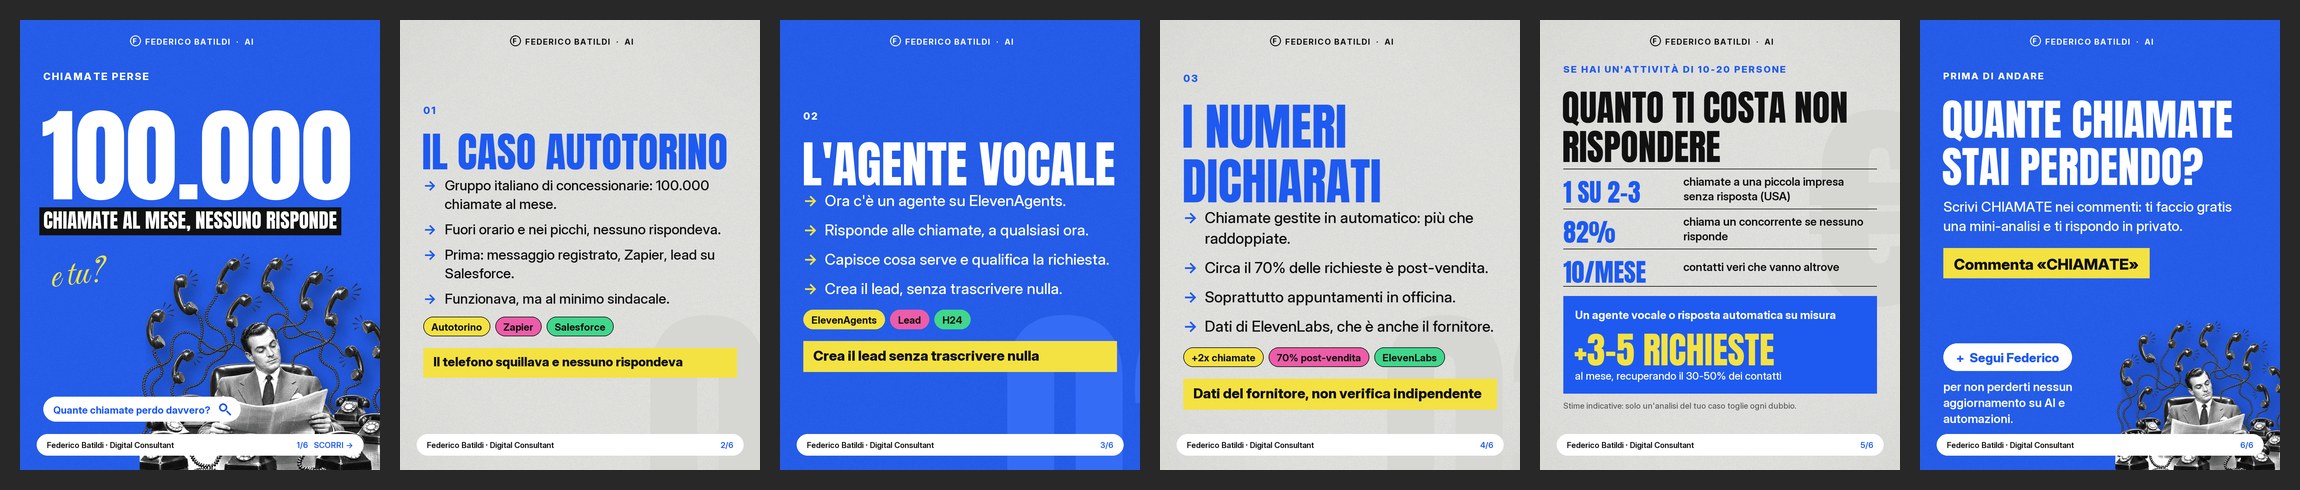 FEDERICO BATILDI · AI
CHIAMATE PERSE
100.000
CHIAMATE AL MESE, NESSUNO RISPONDE
e tu?
Quante chiamate perdo davvero?
Federico Batildi · Digital Consultant
1/6 SCORRI →
FEDERICO BATILDI · AI
01
IL CASO AUTOTORINO
→ Gruppo italiano di concessionarie: 100.000
chiamate al mese.
→ Fuori orario e nei picchi, nessuno rispondeva.
→ Prima: messaggio registrato, Zapier, lead su
Salesforce.
→ Funzionava, ma al minimo sindacale.
Autotorino Zapier Salesforce
Il telefono squillava e nessuno rispondeva
Federico Batildi · Digital Consultant
2/6
FEDERICO BATILDI · AI
02
L'AGENTE VOCALE
→ Ora c'è un agente su ElevenAgents.
→ Risponde alle chiamate, a qualsiasi ora.
→ Capisce cosa serve e qualifica la richiesta.
→ Crea il lead, senza trascrivere nulla.
ElevenAgents Lead H24
Crea il lead senza trascrivere nulla
Federico Batildi · Digital Consultant
3/6
FEDERICO BATILDI · AI
03
I NUMERI
DICHIARATI
→ Chiamate gestite in automatico: più che
raddoppiate.
→ Circa il 70% delle richieste è post-vendita.
→ Soprattutto appuntamenti in officina.
→ Dati di ElevenLabs, che è anche il fornitore.
+2x chiamate 70% post-vendita ElevenLabs
Dati del fornitore, non verifica indipendente
Federico Batildi · Digital Consultant
4/6
FEDERICO BATILDI · AI
SE HAI UN'ATTIVITÀ DI 10-20 PERSONE
QUANTO TI COSTA NON
RISPONDERE
1 SU 2-3
chiamate a una piccola impresa
senza risposta (USA)
82%
chiama un concorrente se nessuno
risponde
10/MESE
contatti veri che vanno altrove
Un agente vocale o risposta automatica su misura
+3-5 RICHIESTE
al mese, recuperando il 30-50% dei contatti
Stime indicative: solo un'analisi del tuo caso toglie ogni dubbio.
Federico Batildi · Digital Consultant
5/6
FEDERICO BATILDI · AI
PRIMA DI ANDARE
QUANTE CHIAMATE
STAI PERDENDO?
Scrivi CHIAMATE nei commenti: ti faccio gratis
una mini-analisi e ti rispondo in privato.
Commenta «CHIAMATE»
+ Segui Federico
per non perderti nessun
aggiornamento su AI e
automazioni.
Federico Batildi · Digital Consultant
6/6